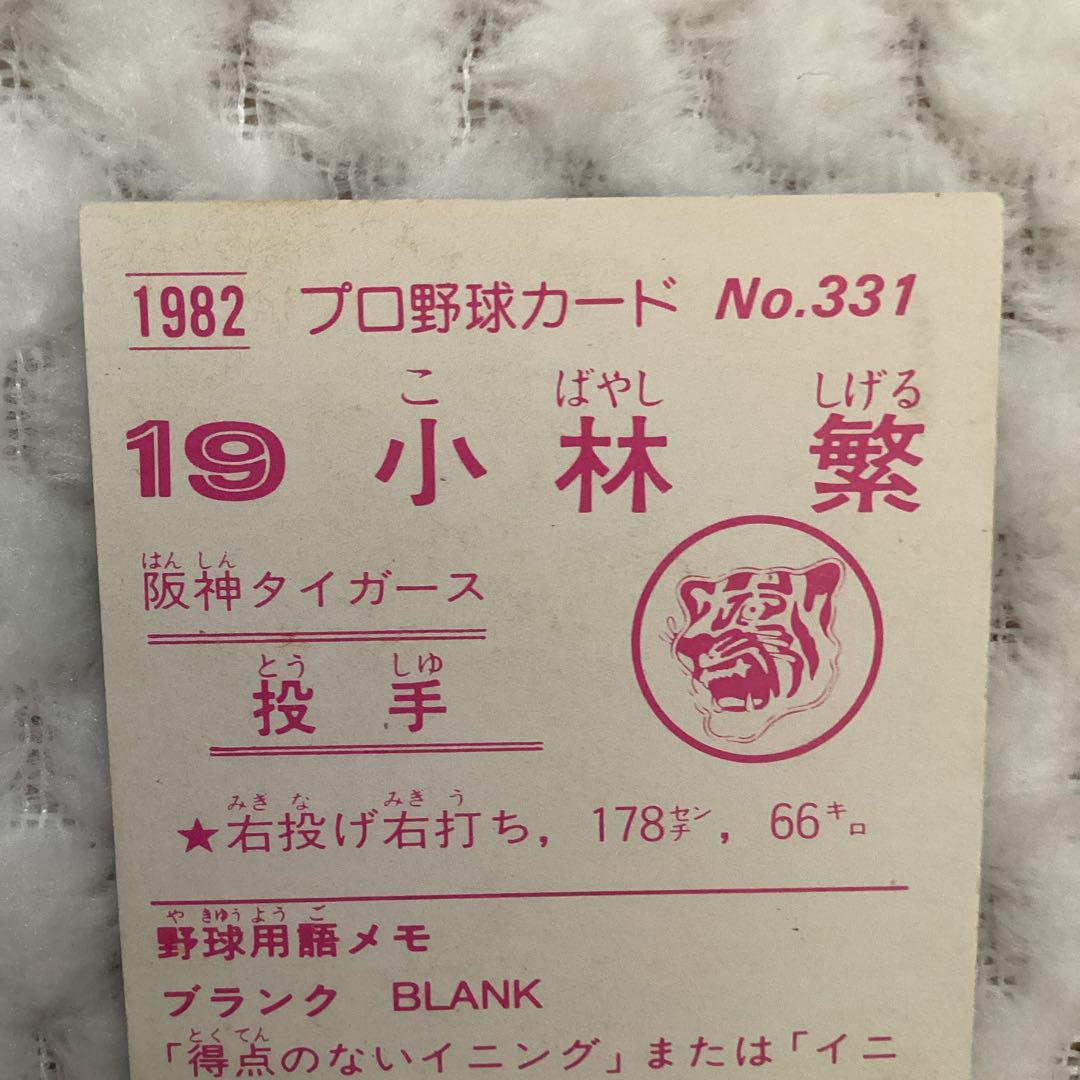 1982 プロ野球カード No.331
こ ばやし しげる
19 小林 繁
はん しん
阪神タイガース
とう しゅ
投手
みぎ な みぎ う
★右投げ右打ち, 178センチ, 66キロ
や きゅう よう ご
野球用語メモ
ブランク BLANK
とく てん
「得点のないイニング」または「イニ